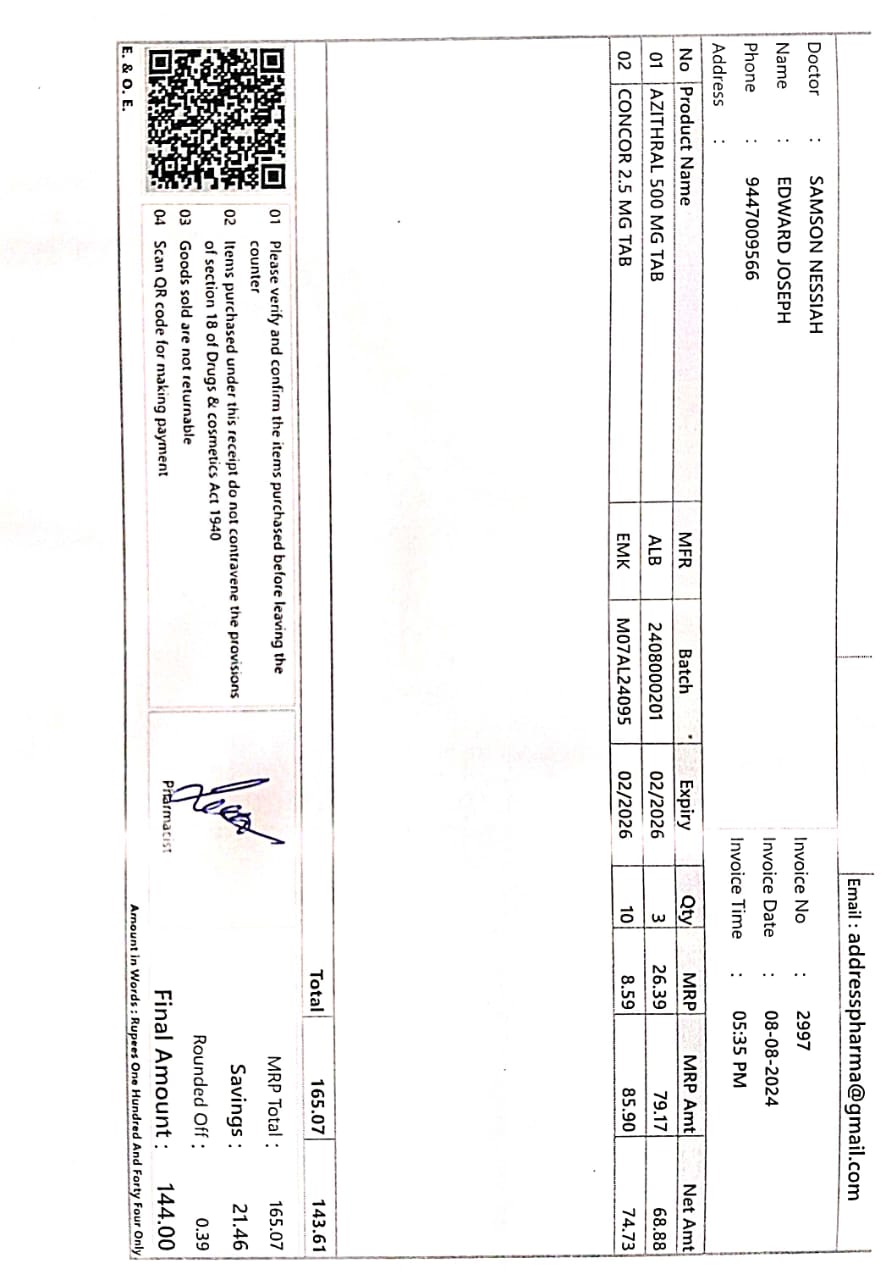 Email : addresspharma@gmail.com
Doctor : SAMSON NESSIAH
Name : EDWARD JOSEPH
Phone : 9447009566
Address :
Invoice No : 2997
Invoice Date : 08-08-2024
Invoice Time : 05:35 PM
No Product Name MFR Batch Expiry Qty MRP MRP Amt Net Amt
01 AZITHRAL 500 MG TAB ALB 2408000201 02/2026 3 26.39 79.17 68.88
02 CONCOR 2.5 MG TAB EMK M07AL24095 02/2026 10 8.59 85.90 74.73
Total 165.07 143.61
01 Please verify and confirm the items purchased before leaving the
counter
02 Items purchased under this receipt do not contravene the provisions
of section 18 of Drugs & cosmetics Act 1940
03 Goods sold are not returnable
04 Scan QR code for making payment
E. & O. E.
Pharmacist
MRP Total : 165.07
Savings : 21.46
Rounded Off : 0.39
Final Amount : 144.00
Amount in Words : Rupees One Hundred And Forty Four Only